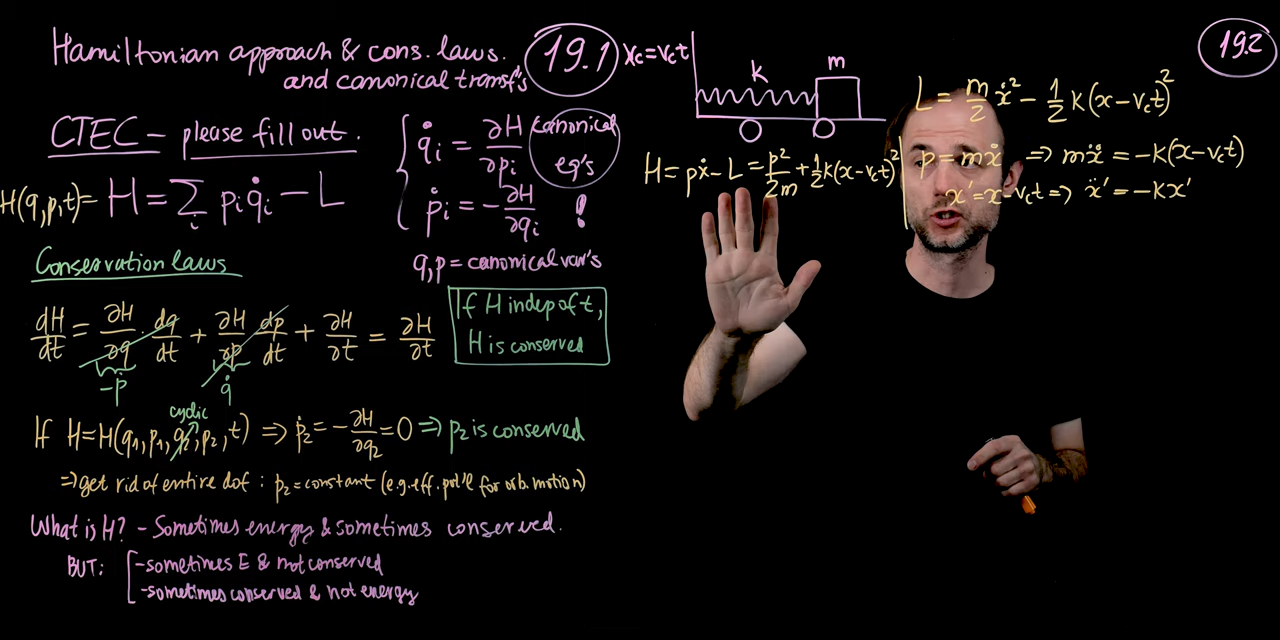 Hamiltonian approach & cons. laws.
and canonical transf's
19.1
CTEC – please fill out.
H(q,p,t)= H = ∑ᵢ pᵢq̇ᵢ – L
q̇ᵢ = ∂H/∂pᵢ
ṗᵢ = – ∂H/∂qᵢ !
canonical
eq's
q,p = canonical var's
Conservation laws
dH/dt = ∂H/∂q · dq/dt + ∂H/∂p dp/dt + ∂H/∂t = ∂H/∂t
-ṗ
q̇
If H indep of t,
H is conserved
cyclic
If H=H(q₁,p₁,q₂,p₂,t) ⇒ ṗ₂ = – ∂H/∂q₂ = 0 ⇒ p₂ is conserved
⇒ get rid of entire dof : p₂ = constant (e.g. eff. pot'l for orb. motion)
What is H? – Sometimes energy & sometimes conserved.
BUT:
-sometimes E & not conserved
-sometimes conserved & not energy
19.2
x_c = v_c t
k
m
L = m/2 ẋ² – 1/2 k(x – v_c t)²
H = pẋ – L = p²/2m + 1/2 k(x – v_c t)²
p = mẋ ⇒ mẍ = –k(x – v_c t)
x' = x – v_c t ⇒ ẍ' = –kx'